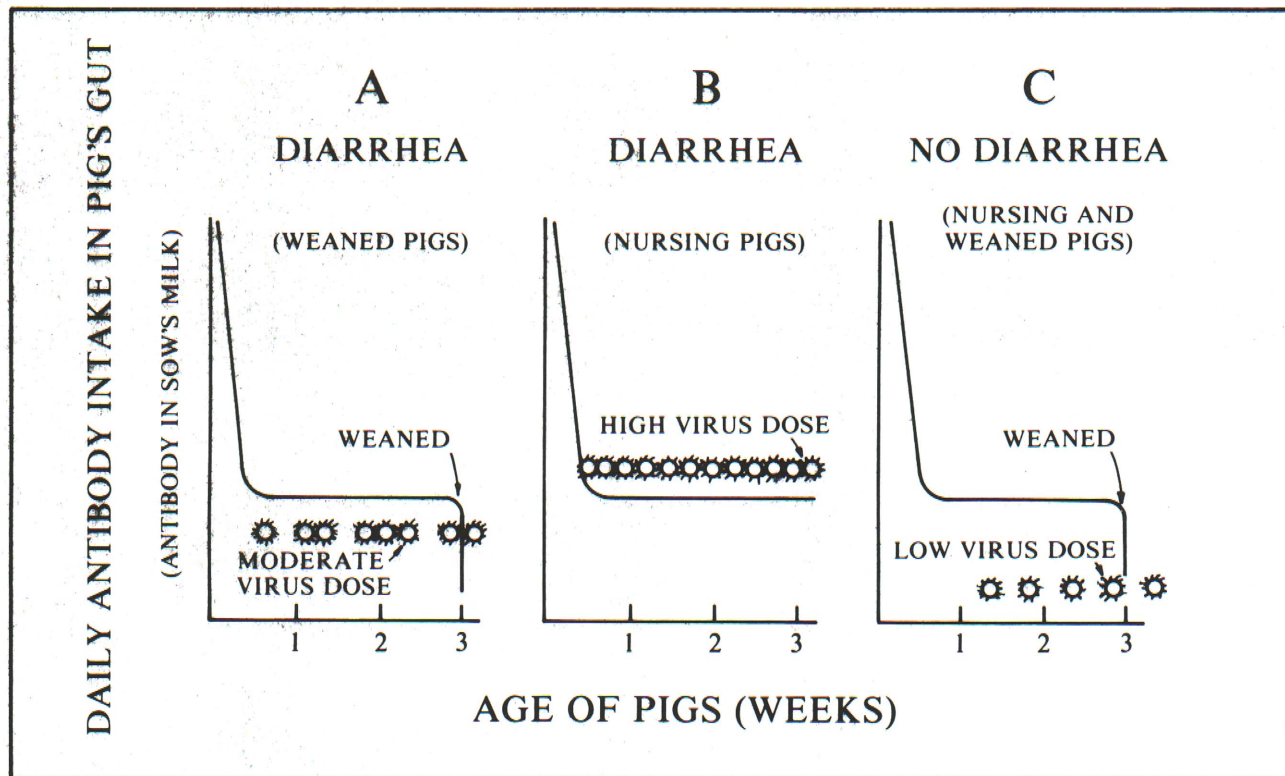 DAILY ANTIBODY INTAKE IN PIG'S GUT
(ANTIBODY IN SOW'S MILK)
A
DIARRHEA
(WEANED PIGS)
WEANED
MODERATE
VIRUS DOSE
1 2 3
B
DIARRHEA
(NURSING PIGS)
HIGH VIRUS DOSE
1 2 3
C
NO DIARRHEA
(NURSING AND
WEANED PIGS)
WEANED
LOW VIRUS DOSE
1 2 3
AGE OF PIGS (WEEKS)